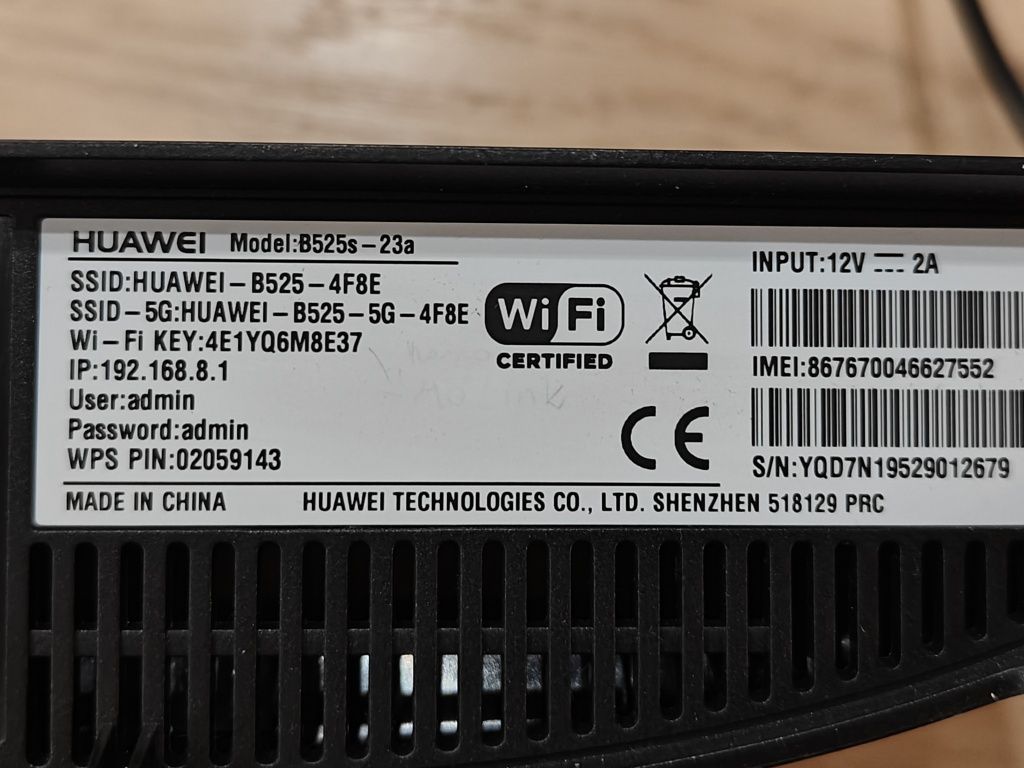 HUAWEI Model:B525s-23a
SSID:HUAWEI-B525-4F8E
SSID-5G:HUAWEI-B525-5G-4F8E
Wi-Fi KEY:4E1YQ6M8E37
IP:192.168.8.1
User:admin
Password:admin
WPS PIN:02059143
Wi Fi
CERTIFIED
CE
INPUT:12V ⎓ 2A
IMEI:867670046627552
S/N:YQD7N19529012679
MADE IN CHINA HUAWEI TECHNOLOGIES CO., LTD. SHENZHEN 518129 PRC